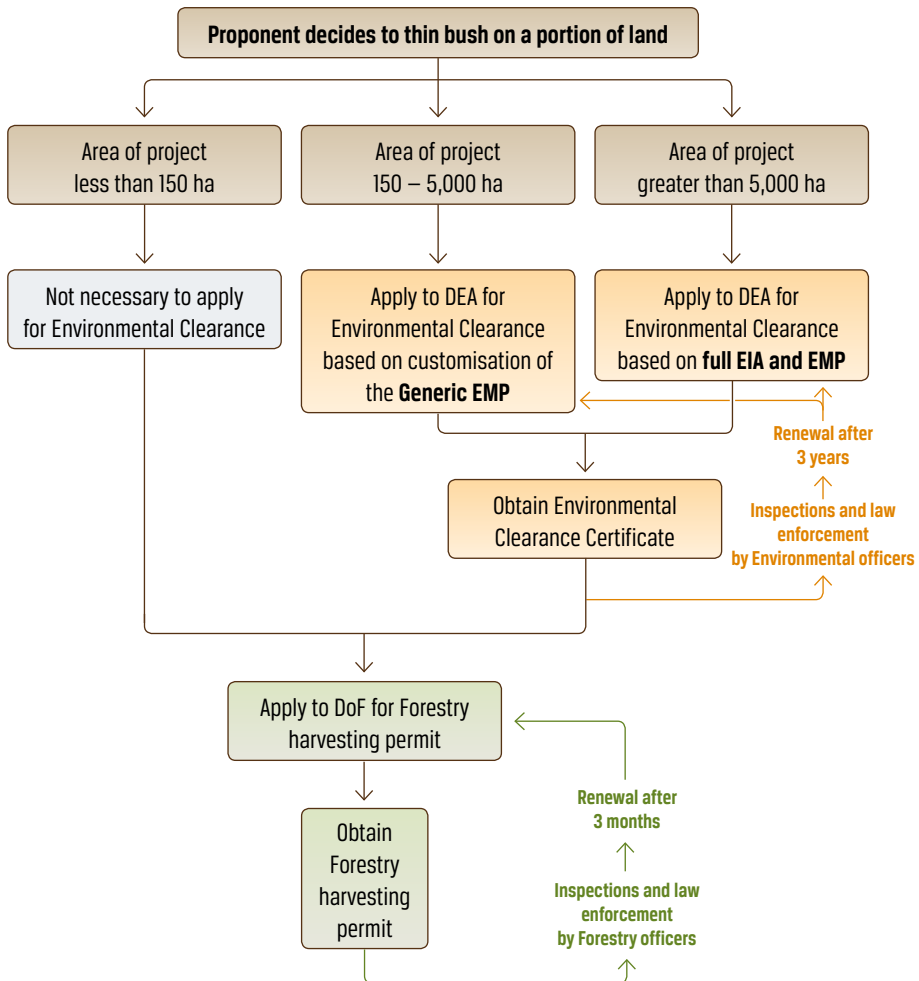 Proponent decides to thin bush on a portion of land
Area of project
less than 150 ha
Area of project
150 – 5,000 ha
Area of project
greater than 5,000 ha
Not necessary to apply
for Environmental Clearance
Apply to DEA for
Environmental Clearance
based on customisation of
the Generic EMP
Apply to DEA for
Environmental Clearance
based on full EIA and EMP
Renewal after
3 years
Obtain Environmental
Clearance Certificate
Inspections and law
enforcement
by Environmental officers
Apply to DoF for Forestry
harvesting permit
Renewal after
3 months
Obtain
Forestry
harvesting
permit
Inspections and law
enforcement
by Forestry officers